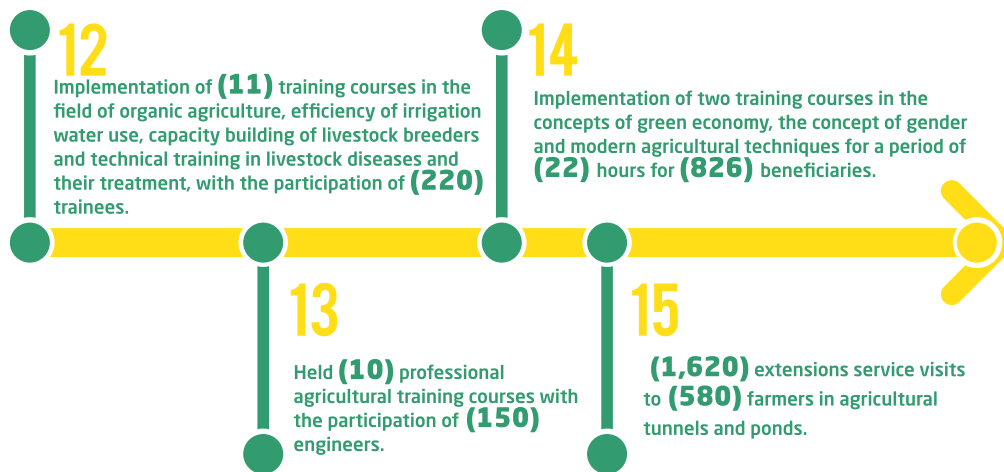 12
Implementation of (11) training courses in the
field of organic agriculture, efficiency of irrigation
water use, capacity building of livestock breeders
and technical training in livestock diseases and
their treatment, with the participation of (220)
trainees.
13
Held (10) professional
agricultural training courses with
the participation of (150)
engineers.
14
Implementation of two training courses in the
concepts of green economy, the concept of gender
and modern agricultural techniques for a period of
(22) hours for (826) beneficiaries.
15
(1,620) extensions service visits
to (580) farmers in agricultural
tunnels and ponds.